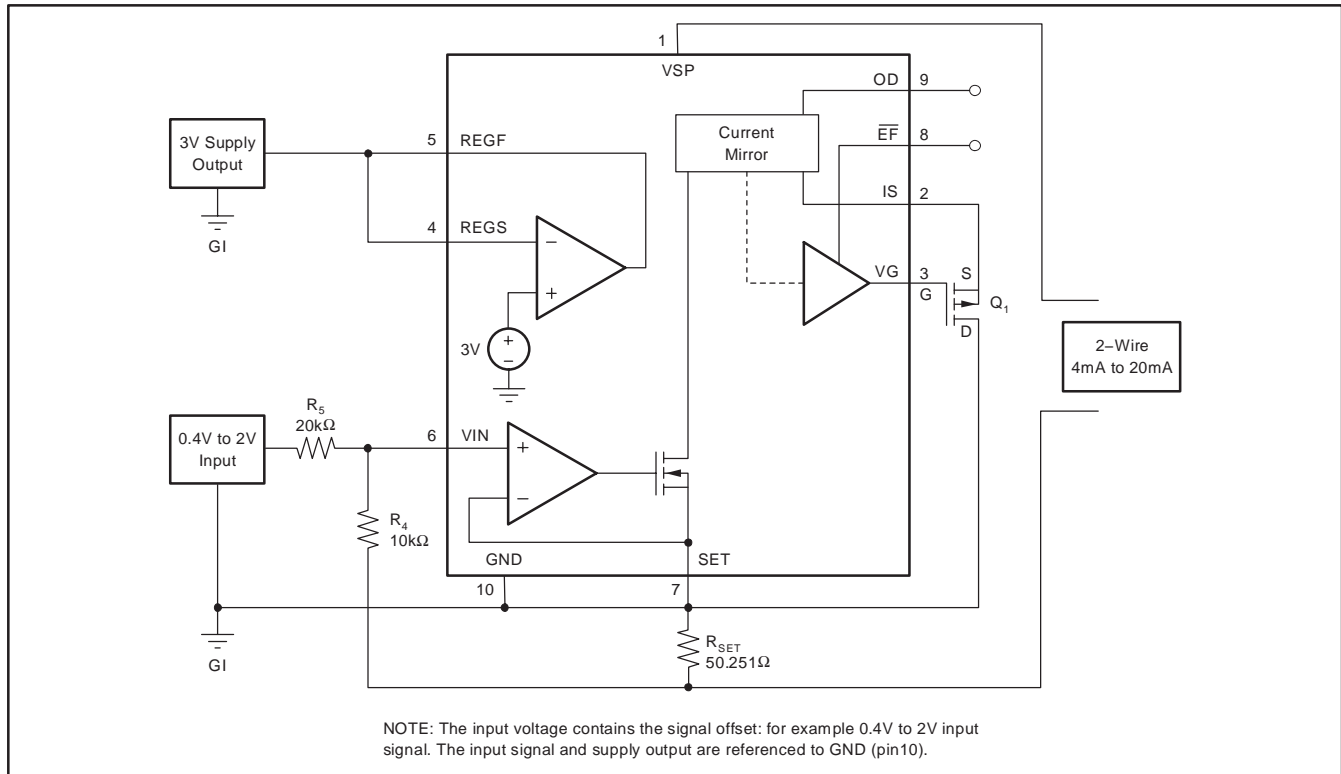 1
VSP
OD 9
EF 8
Current
Mirror
IS 2
3V Supply
Output
GI
5 REGF
4 REGS
−
+
3V
+
−
VG 3
G
S
Q1
D
2−Wire
4mA to 20mA
R5
20kΩ
0.4V to 2V
Input
6 VIN
+
−
R4
10kΩ
GND
SET
10
7
GI
RSET
50.251Ω
NOTE: The input voltage contains the signal offset: for example 0.4V to 2V input
signal. The input signal and supply output are referenced to GND (pin10).